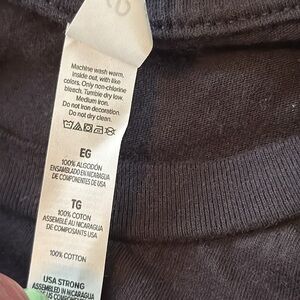 Machine wash warm,
inside out, with like
colors. Only non-chlorine
bleach. Tumble dry low.
Medium iron.
Do not iron decoration.
Do not dry clean.
EG
100% ALGODÓN
ENSAMBLADO EN NICARAGUA
DE COMPONENTES DE USA
TG
100% COTON
ASSEMBLÉ AU NICARAGUA
DE COMPOSANTS USA
100% COTTON
USA STRONG
ASSEMBLED IN NICARAGUA